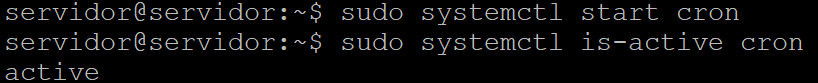 servidor@servidor:~$ sudo systemctl start cron
servidor@servidor:~$ sudo systemctl is-active cron
active